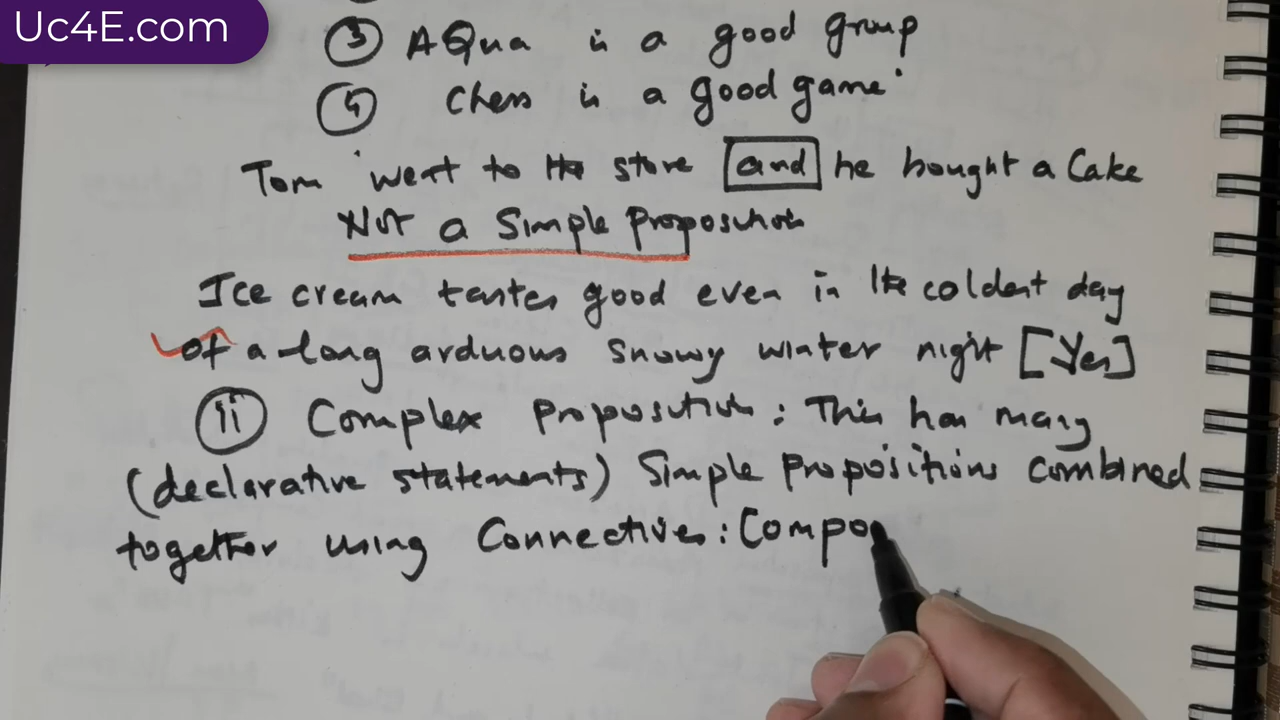 Uc4E.com
③ AQua is a good group
④ Chess is a good game
Tom went to the store and he bought a Cake
Not a Simple Proposition
Ice cream tastes good even in the coldest day
of a long arduous snowy winter night [Yes]
ii Complex Proposition: This has many
(declarative statements) Simple Propositions combined
together using Connectives: Compo